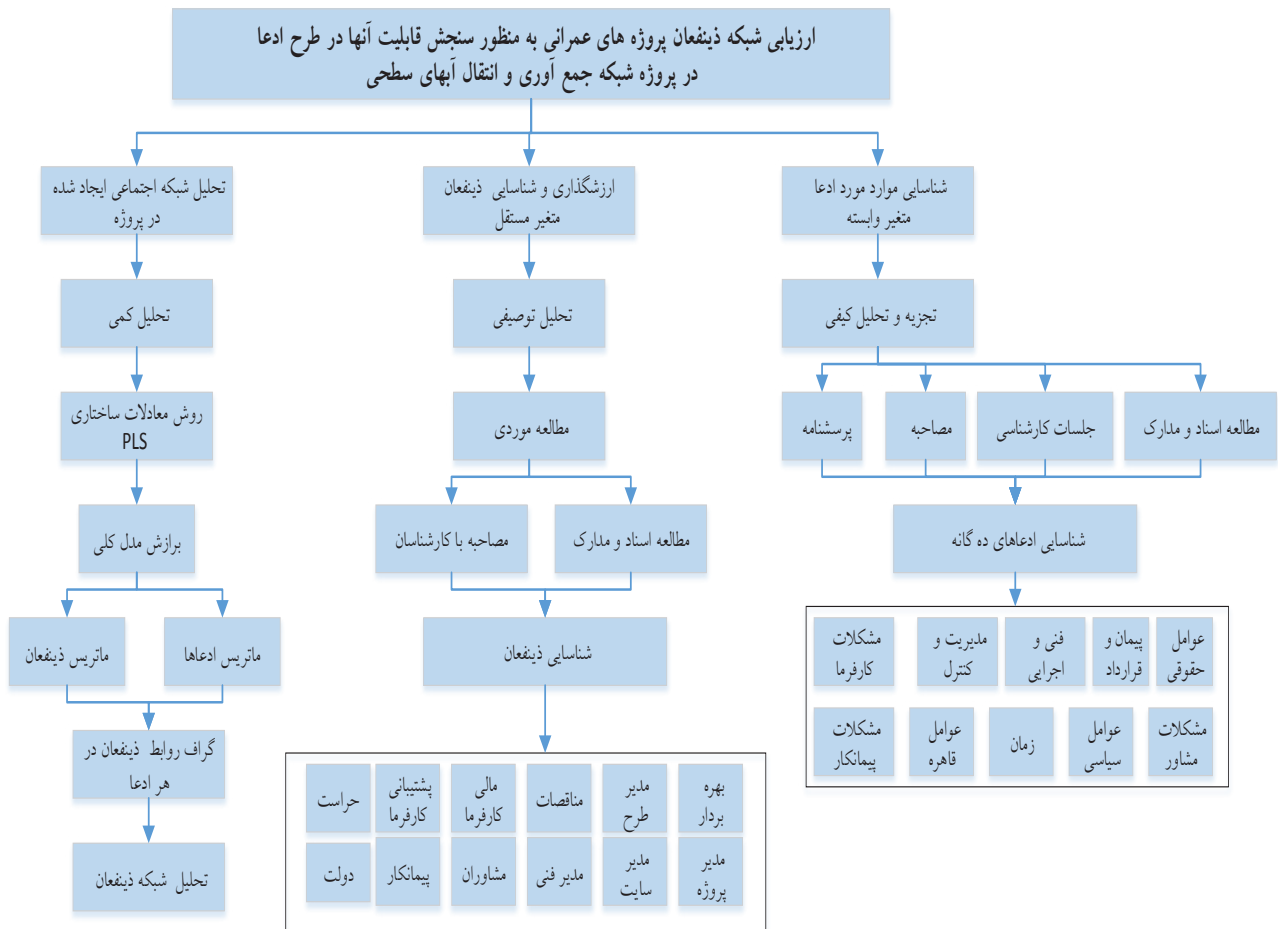 ارزیابی شبکه ذینفعان پروژه های عمرانی به منظور سنجش قابلیت آنها در طرح ادعا
در پروژه شبکه جمع آوری و انتقال آبهای سطحی
شناسایی موارد مورد ادعا
متغیر وابسته
تجزیه و تحلیل کیفی
مطالعه اسناد و مدارک
جلسات کارشناسی
مصاحبه
پرسشنامه
شناسایی ادعاهای ده گانه
عوامل
حقوقی
پیمان و
قرارداد
فنی و
اجرایی
مدیریت و
کنترل
مشکلات
کارفرما
مشکلات
مشاور
عوامل
سیاسی
زمان
عوامل
قاهره
مشکلات
پیمانکار
ارزشگذاری و شناسایی ذینفعان
متغیر مستقل
تحلیل توصیفی
مطالعه موردی
مطالعه اسناد و مدارک
مصاحبه با کارشناسان
شناسایی ذینفعان
بهره
بردار
مدیر
طرح
مناقصات
مالی
کارفرما
پشتیبانی
کارفرما
حراست
مدیر
پروژه
مدیر
سایت
مدیر فنی
مشاوران
پیمانکار
دولت
تحلیل شبکه اجتماعی ایجاد شده
در پروژه
تحلیل کمی
روش معادلات ساختاری
PLS
برازش مدل کلی
ماتریس ادعاها
ماتریس ذینفعان
گراف روابط ذینفعان در
هر ادعا
تحلیل شبکه ذینفعان